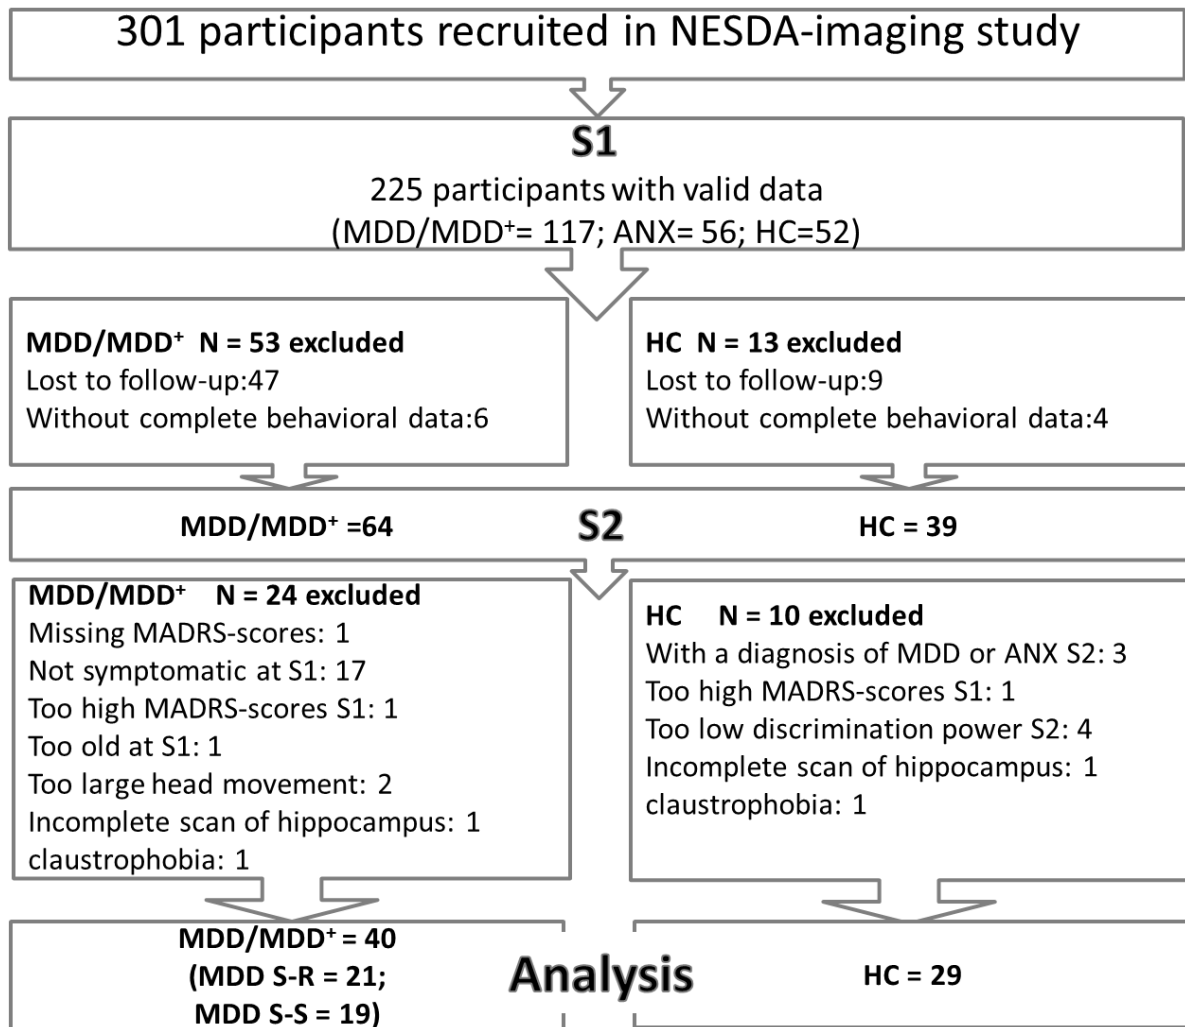 301 participants recruited in NESDA-imaging study
S1
225 participants with valid data
(MDD/MDD⁺= 117; ANX= 56; HC=52)
MDD/MDD⁺ N = 53 excluded
Lost to follow-up:47
Without complete behavioral data:6
HC N = 13 excluded
Lost to follow-up:9
Without complete behavioral data:4
MDD/MDD⁺ =64
S2
HC = 39
MDD/MDD⁺ N = 24 excluded
Missing MADRS-scores: 1
Not symptomatic at S1: 17
Too high MADRS-scores S1: 1
Too old at S1: 1
Too large head movement: 2
Incomplete scan of hippocampus: 1
claustrophobia: 1
HC N = 10 excluded
With a diagnosis of MDD or ANX S2: 3
Too high MADRS-scores S1: 1
Too low discrimination power S2: 4
Incomplete scan of hippocampus: 1
claustrophobia: 1
MDD/MDD⁺ = 40
(MDD S-R = 21;
MDD S-S = 19)
Analysis
HC = 29